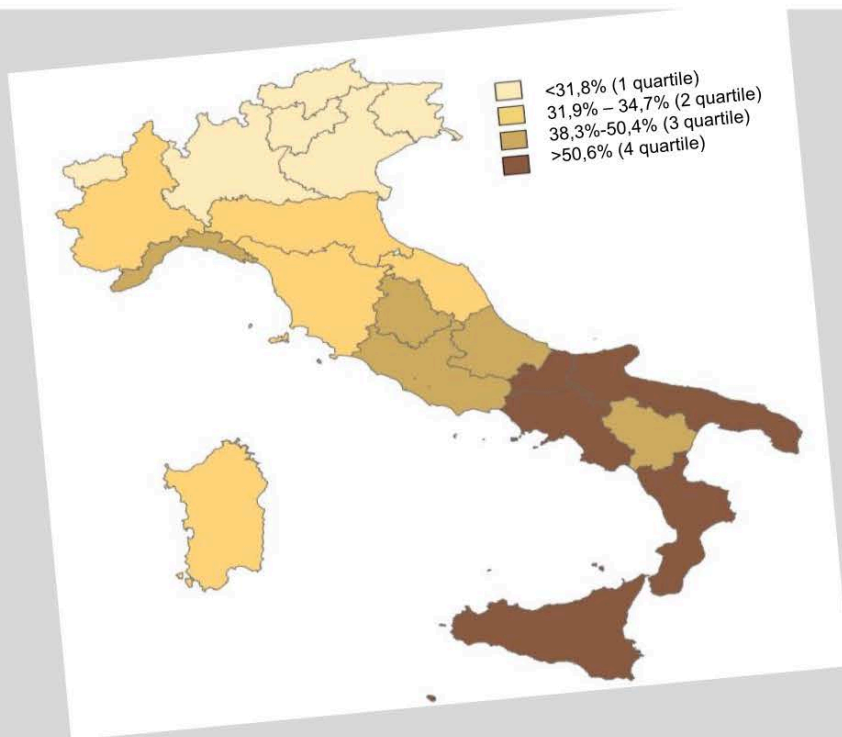 <31,8% (1 quartile)
31,9% – 34,7% (2 quartile)
38,3%-50,4% (3 quartile)
>50,6% (4 quartile)